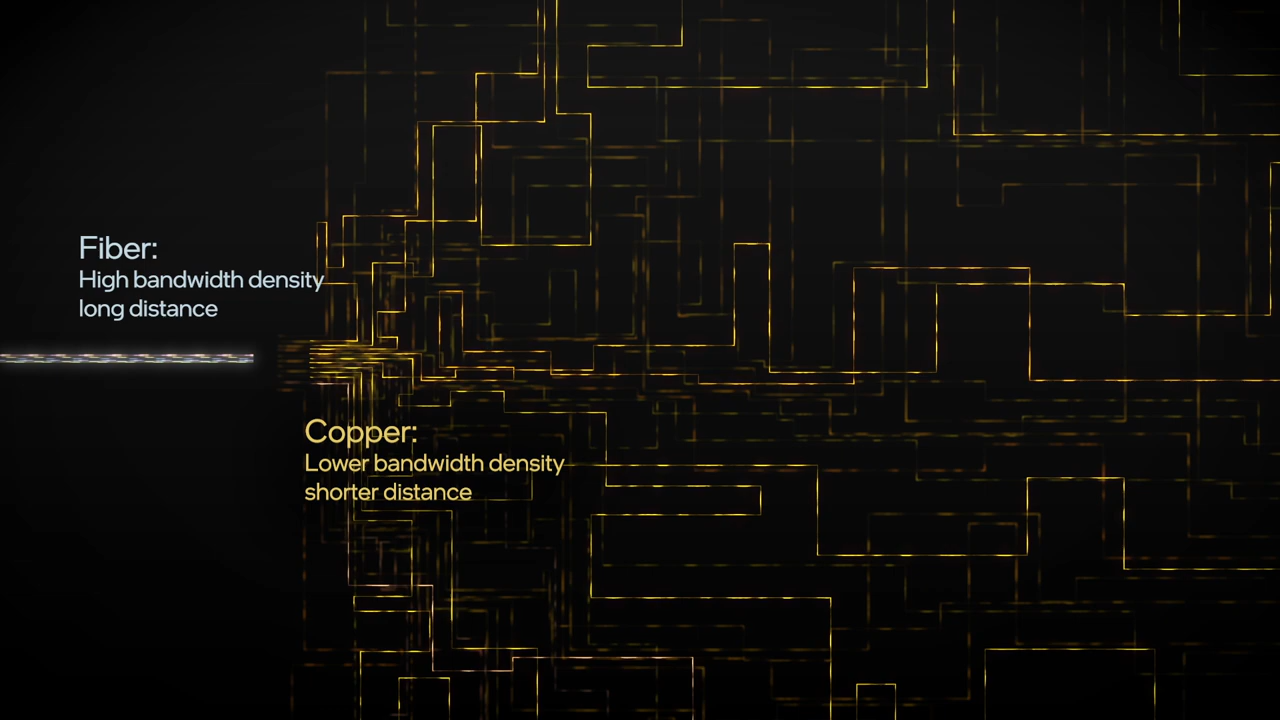 Fiber:
High bandwidth density
long distance
Copper:
Lower bandwidth density
shorter distance